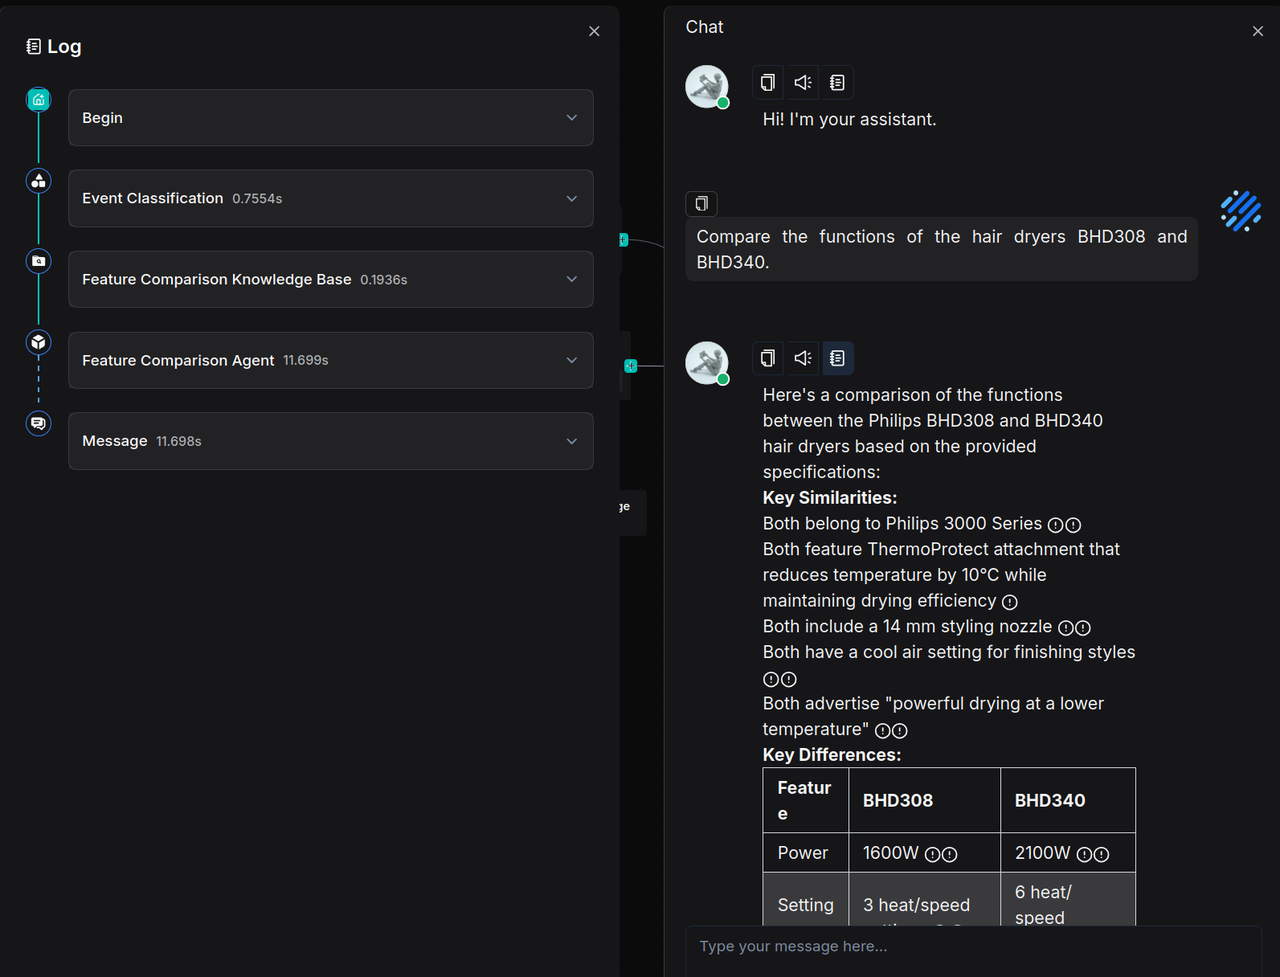 Log
Begin
Event Classification 0.7554s
Feature Comparison Knowledge Base 0.1936s
Feature Comparison Agent 11.699s
Message 11.698s
ge
Chat
Hi! I'm your assistant.
Compare the functions of the hair dryers BHD308 and
BHD340.
Here's a comparison of the functions
between the Philips BHD308 and BHD340
hair dryers based on the provided
specifications:
Key Similarities:
Both belong to Philips 3000 Series
Both feature ThermoProtect attachment that
reduces temperature by 10°C while
maintaining drying efficiency
Both include a 14 mm styling nozzle
Both have a cool air setting for finishing styles
Both advertise "powerful drying at a lower
temperature"
Key Differences:
Featur
e
BHD308
BHD340
Power
1600W
2100W
Setting
3 heat/speed
6 heat/
speed
Type your message here...